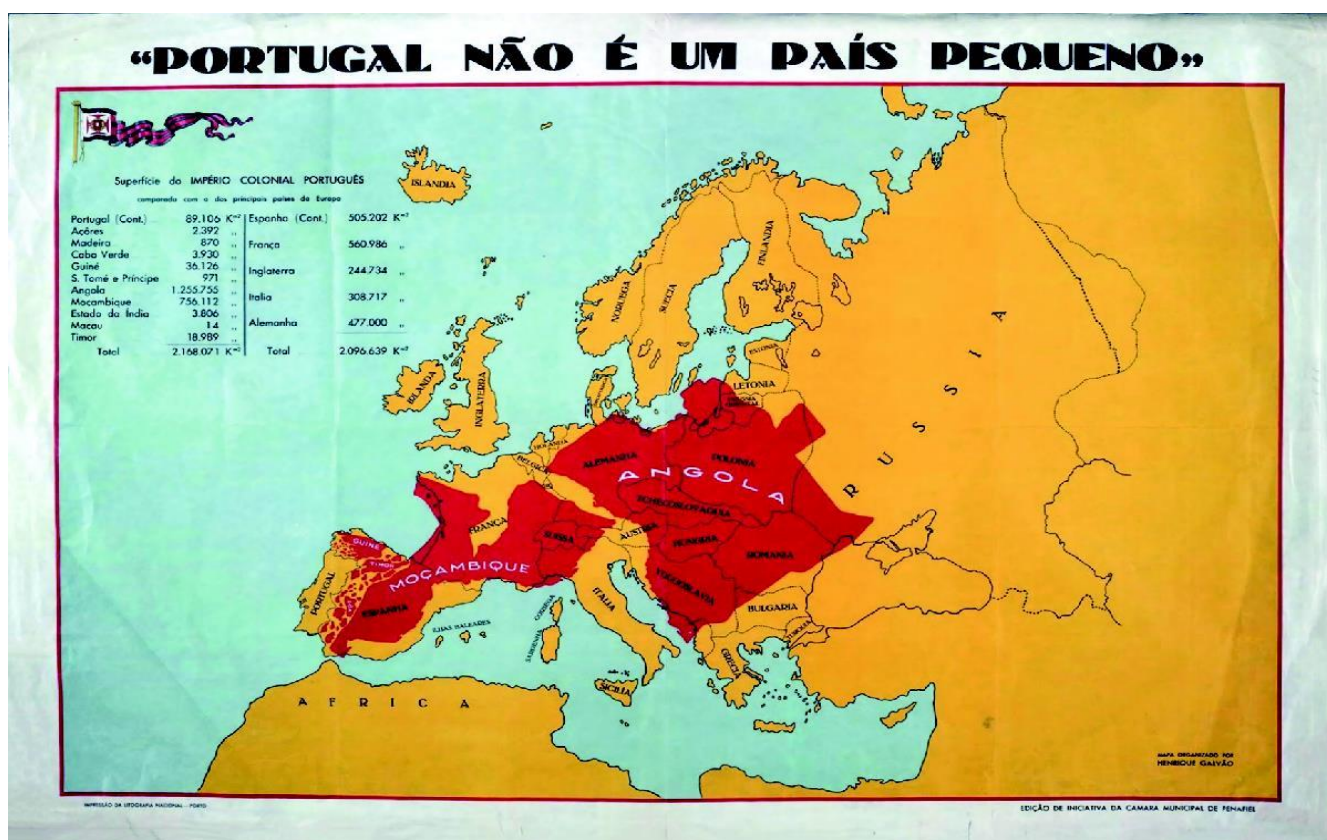 “PORTUGAL NÃO É UM PAÍS PEQUENO”
Superfície do IMPÉRIO COLONIAL PORTUGUÊS
comparada com a dos principais países da Europa
Portugal (Cont.) 89.106 Km²
Açôres 2.392 „
Madeira 870 „
Cabo Verde 3.930 „
Guiné 36.126 „
S. Tomé e Príncipe 971 „
Angola 1.255.755 „
Moçambique 756.112 „
Estado da Índia 3.806 „
Macau 14 „
Timor 18.989 „
Total 2.168.071 Km²
Espanha (Cont.) 505.202 Km²
França 560.986 „
Inglaterra 244.734 „
Italia 308.717 „
Alemanha 477.000 „
Total 2.096.639 Km²
ISLANDIA
NORUEGA
SUECIA
FINLANDIA
ESTONIA
LETONIA
RUSSIA
IRLANDA
INGLATERRA
HOLANDA
BELGICA
ALEMANHA
POLONIA
ANGOLA
TCHECOSLOVAQUIA
FRANÇA
SUISSA
AUSTRIA
HUNGRIA
ROMANIA
GUINÉ
TIMOR
MOÇAMBIQUE
PORTUGAL
ESPANHA
YUGOSLAVIA
ITALIA
BULGARIA
TURQUIA
ILHAS BALEARES
CORSEGA
SARDENHA
GRECIA
SICILIA
AFRICA
MAPA ORGANIZADO POR
HENRIQUE GALVÃO
IMPRESSÃO DA LITOGRAFIA NACIONAL - PORTO
EDIÇÃO DE INICIATIVA DA CAMARA MUNICIPAL DE PENAFIEL